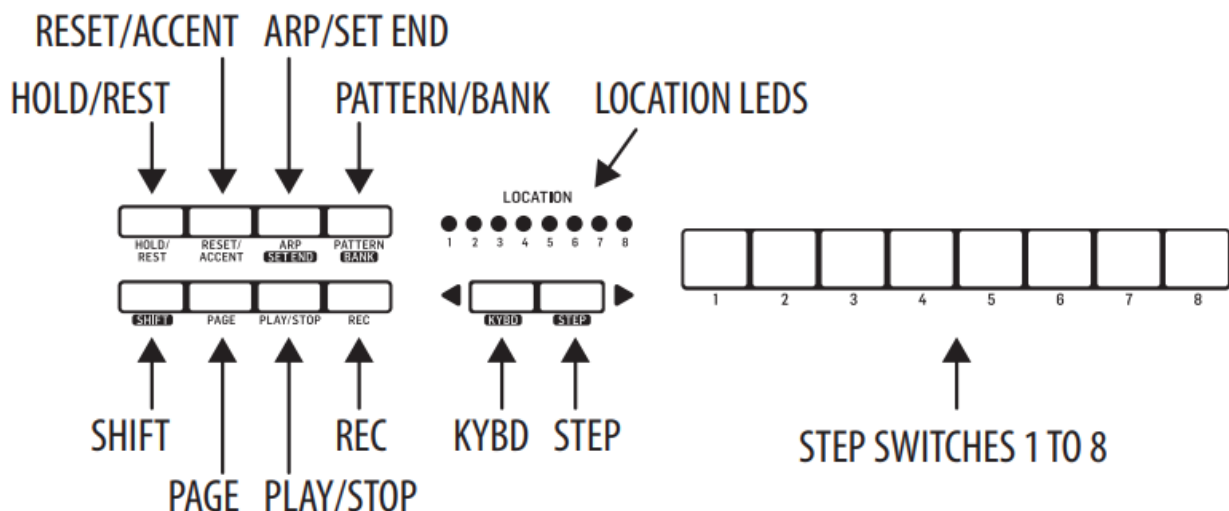 RESET/ACCENT ARP/SET END
HOLD/REST PATTERN/BANK LOCATION LEDS
LOCATION
1 2 3 4 5 6 7 8
HOLD/ REST
RESET/ ACCENT
ARP SET END
PATTERN BANK
1 2 3 4 5 6 7 8
SHIFT PAGE PLAY/STOP REC
KYBD STEP
SHIFT REC KYBD STEP STEP SWITCHES 1 TO 8
PAGE PLAY/STOP